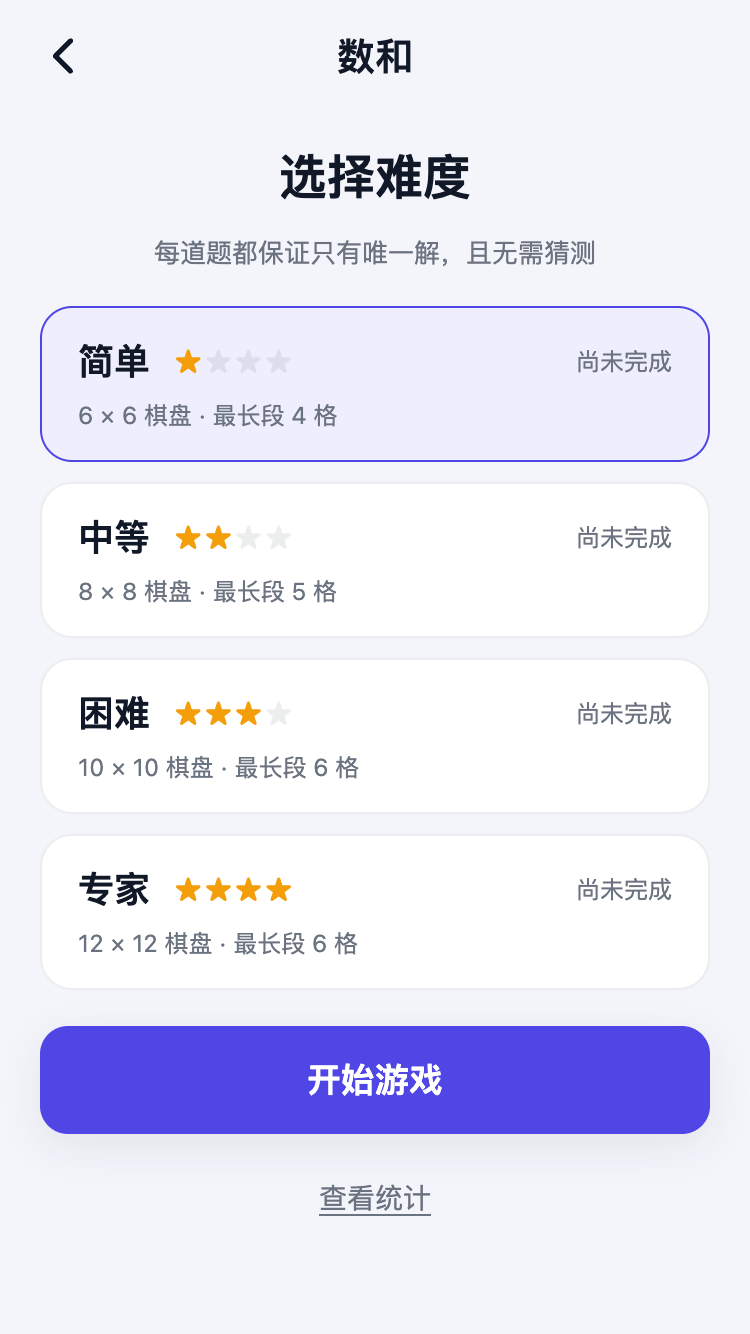 数和
选择难度
每道题都保证只有唯一解，且无需猜测
简单 尚未完成
6 × 6 棋盘 · 最长段 4 格
中等 尚未完成
8 × 8 棋盘 · 最长段 5 格
困难 尚未完成
10 × 10 棋盘 · 最长段 6 格
专家 尚未完成
12 × 12 棋盘 · 最长段 6 格
开始游戏
查看统计